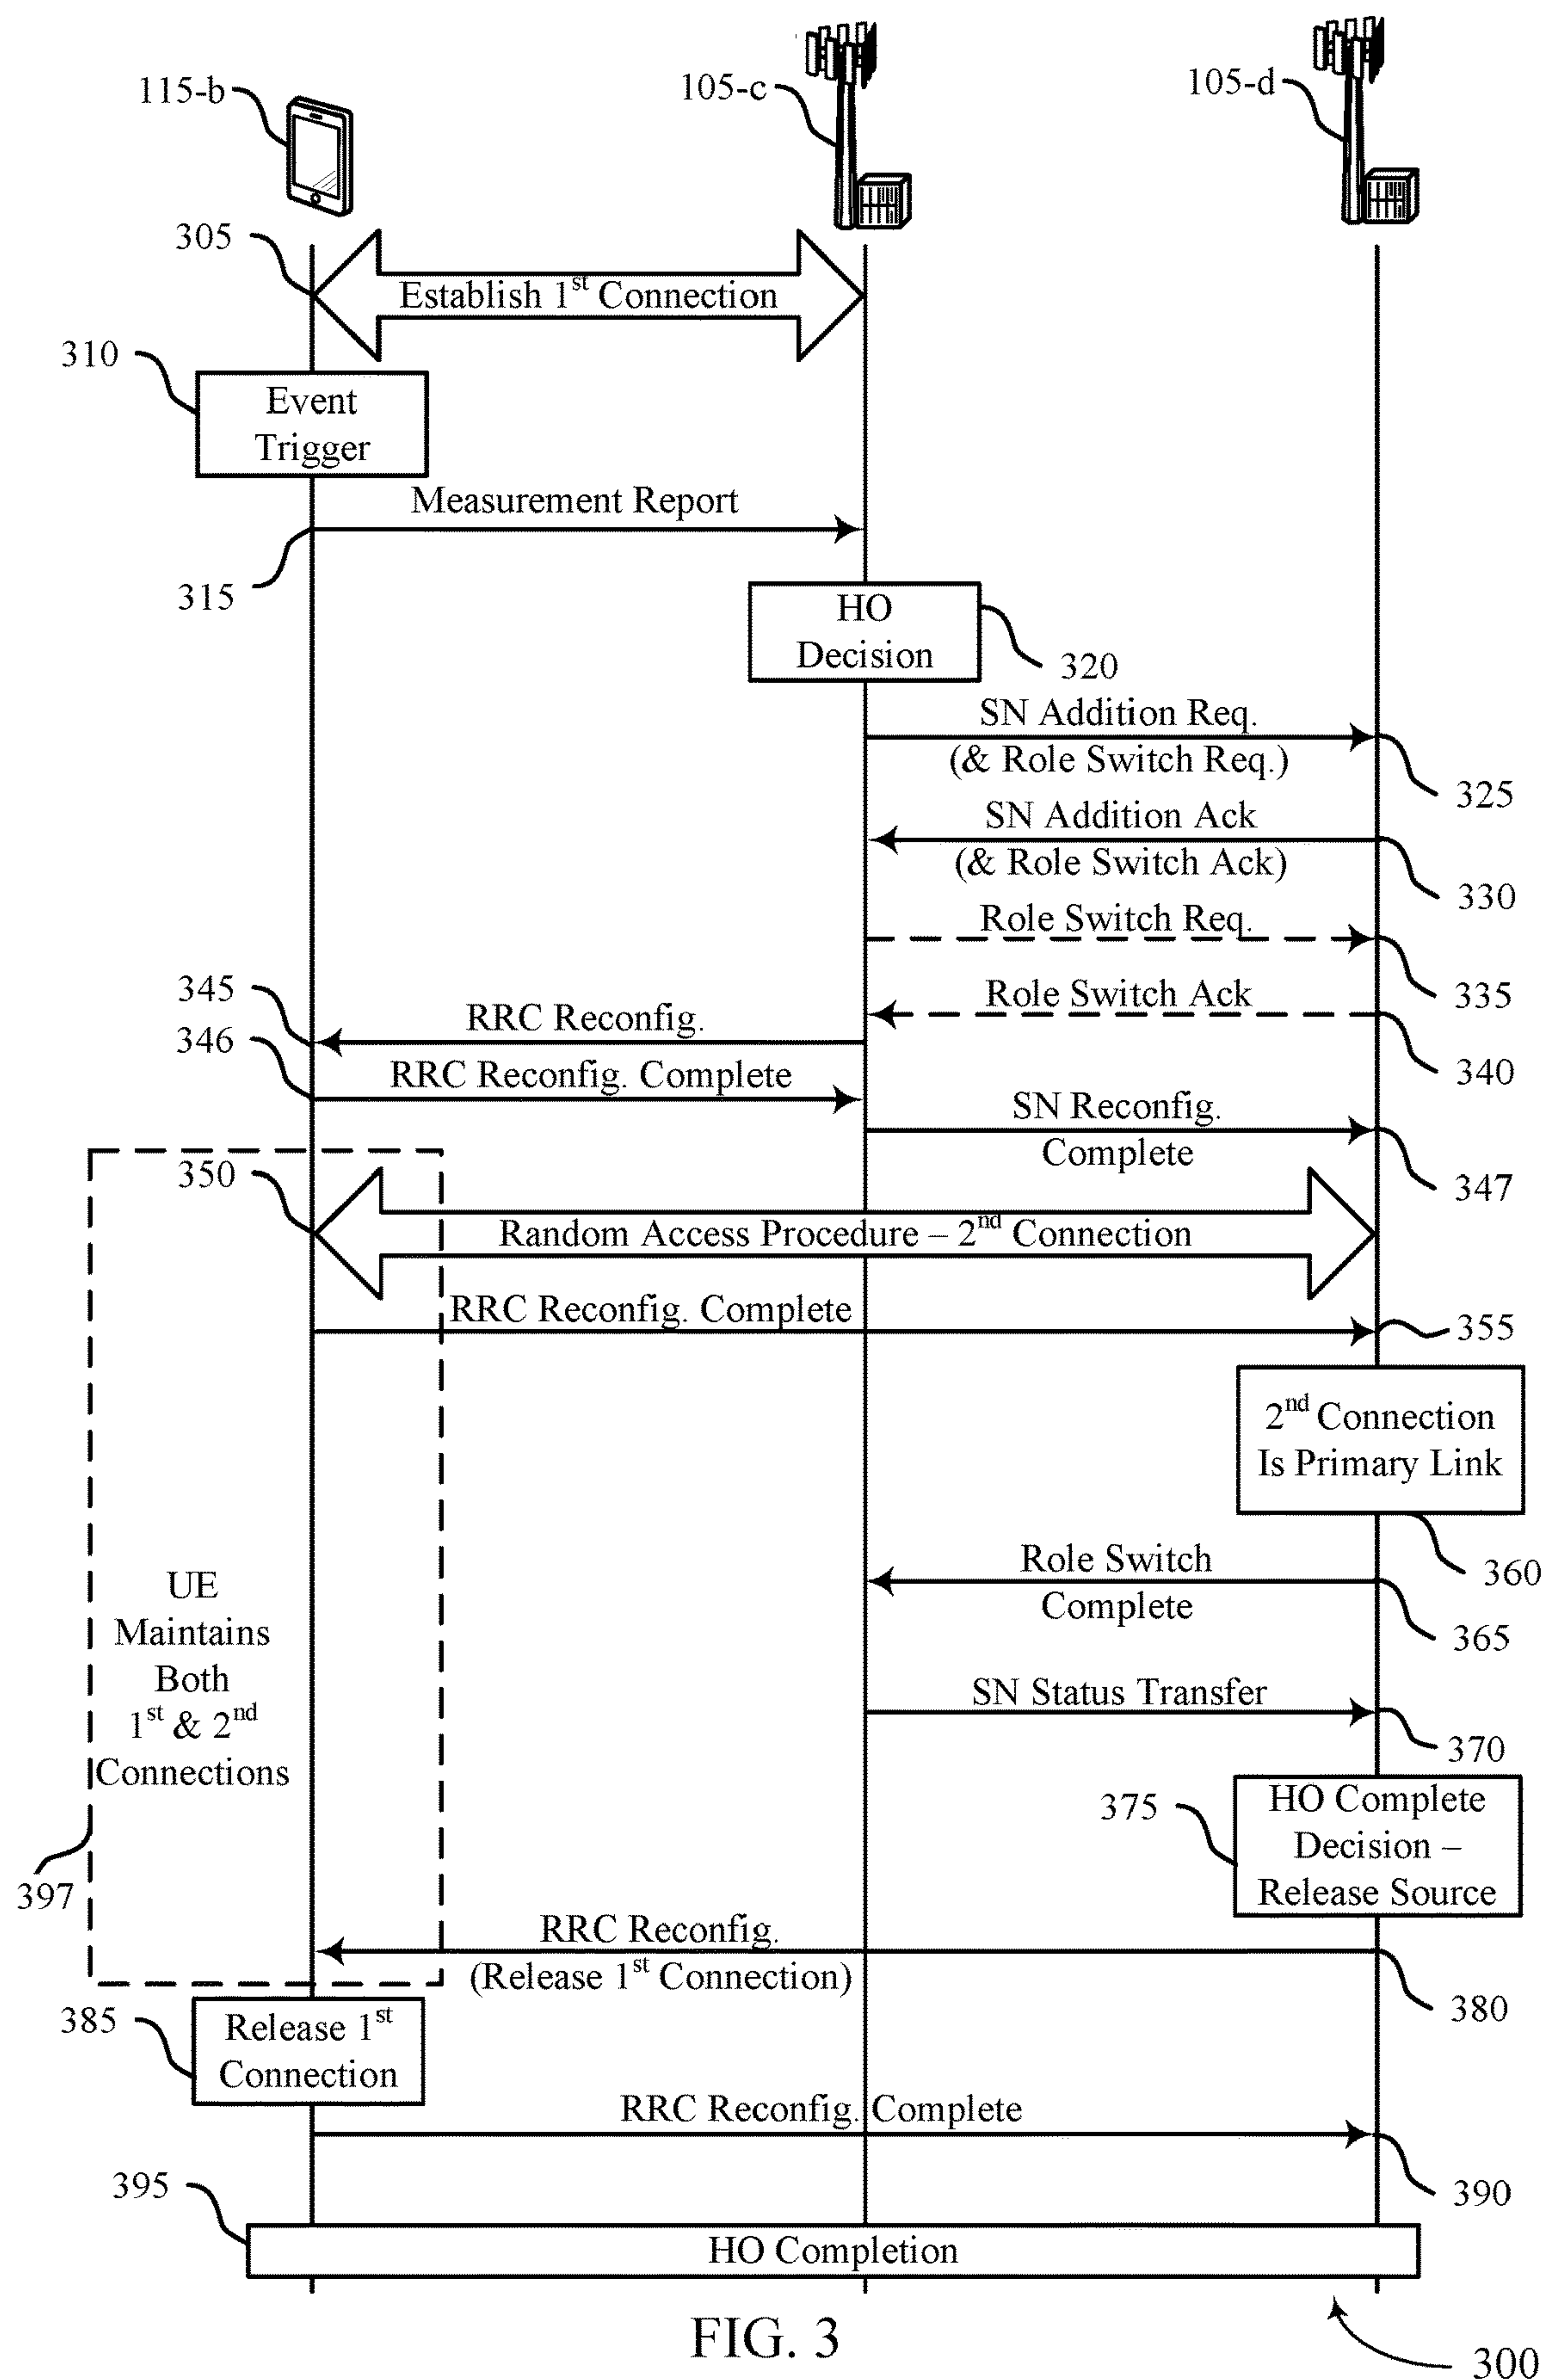 115-b
105-c
105-d
305
Establish 1st Connection
310
Event
Trigger
Measurement Report
315
HO
Decision
320
SN Addition Req.
(& Role Switch Req.)
325
SN Addition Ack
(& Role Switch Ack)
330
Role Switch Req.
335
345
Role Switch Ack
RRC Reconfig.
346
340
RRC Reconfig. Complete
SN Reconfig.
Complete
347
350
Random Access Procedure – 2nd Connection
RRC Reconfig. Complete
355
2nd Connection
Is Primary Link
360
Role Switch
Complete
365
UE
Maintains
Both
1st & 2nd
Connections
397
SN Status Transfer
370
375
HO Complete
Decision –
Release Source
RRC Reconfig.
(Release 1st Connection)
380
385
Release 1st
Connection
RRC Reconfig. Complete
390
395
HO Completion
FIG. 3
300